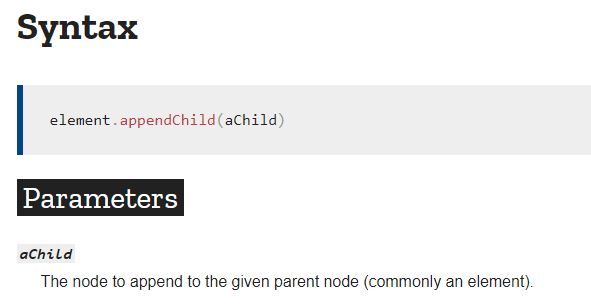 Syntax
element.appendChild(aChild)
Parameters
aChild
The node to append to the given parent node (commonly an element).